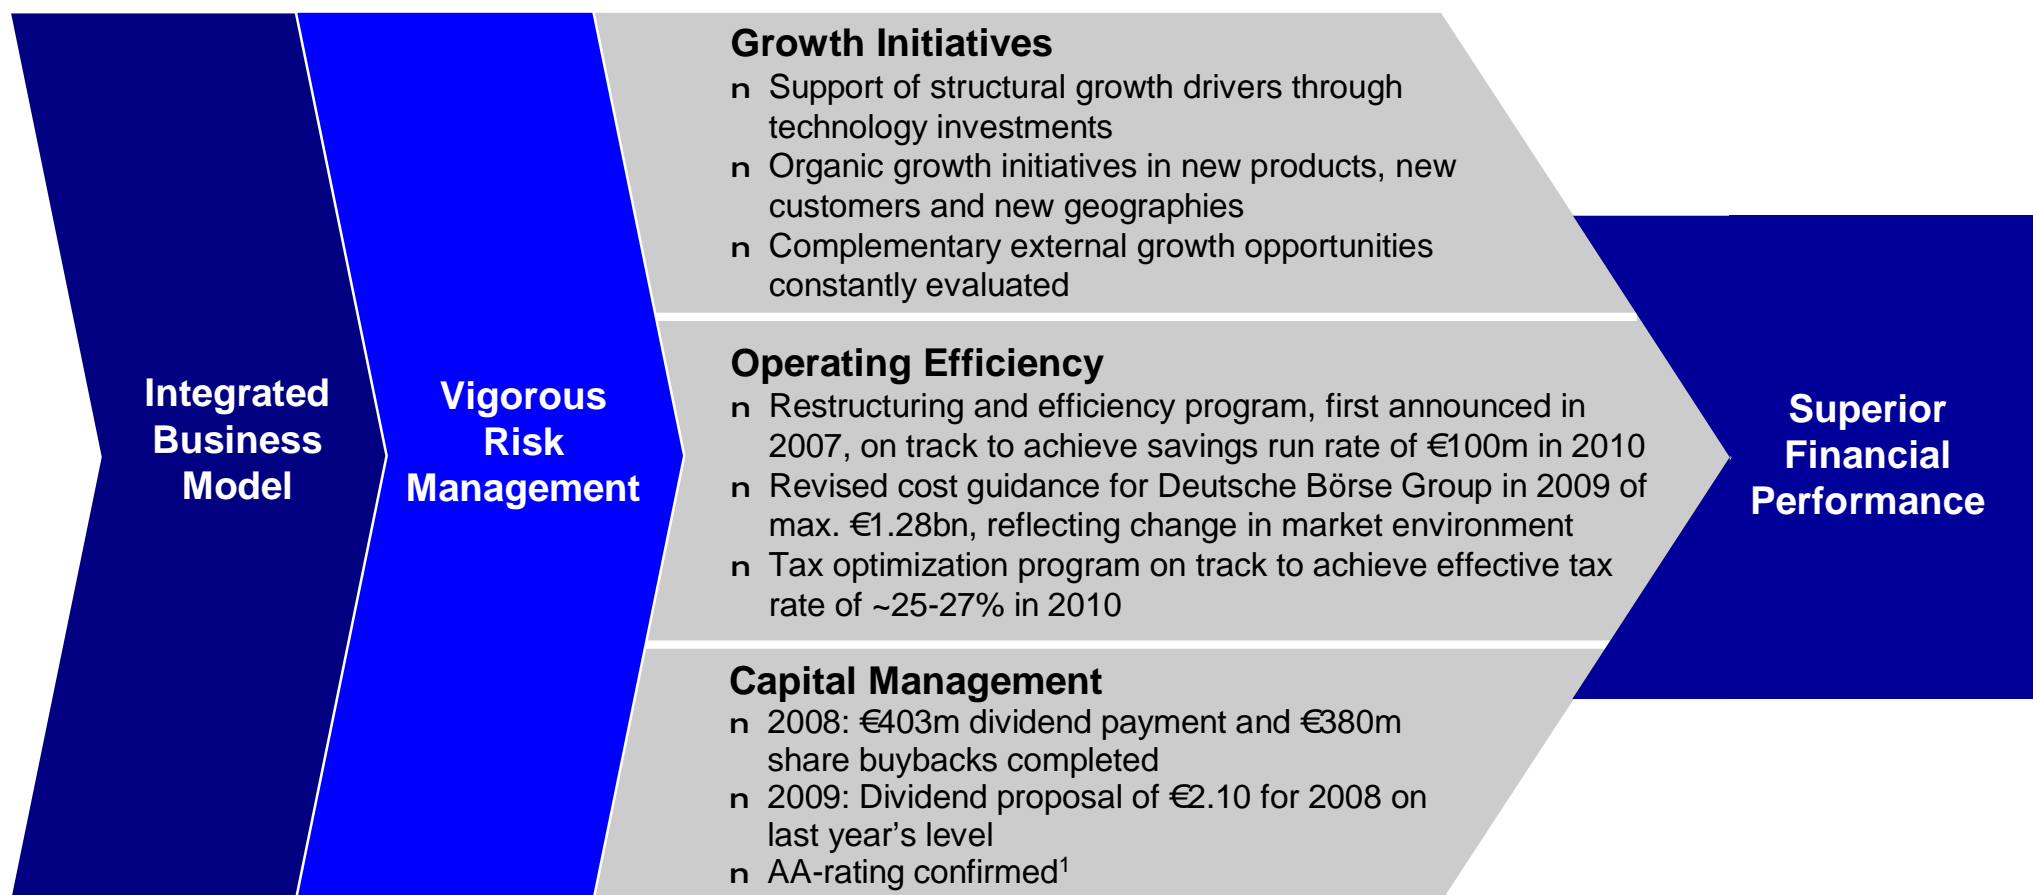 Integrated
Business
Model
Vigorous
Risk
Management
Growth Initiatives
n Support of structural growth drivers through
technology investments
n Organic growth initiatives in new products, new
customers and new geographies
n Complementary external growth opportunities
constantly evaluated
Operating Efficiency
n Restructuring and efficiency program, first announced in
2007, on track to achieve savings run rate of €100m in 2010
n Revised cost guidance for Deutsche Börse Group in 2009 of
max. €1.28bn, reflecting change in market environment
n Tax optimization program on track to achieve effective tax
rate of ~25-27% in 2010
Capital Management
n 2008: €403m dividend payment and €380m
share buybacks completed
n 2009: Dividend proposal of €2.10 for 2008 on
last year’s level
n AA-rating confirmed¹
Superior
Financial
Performance